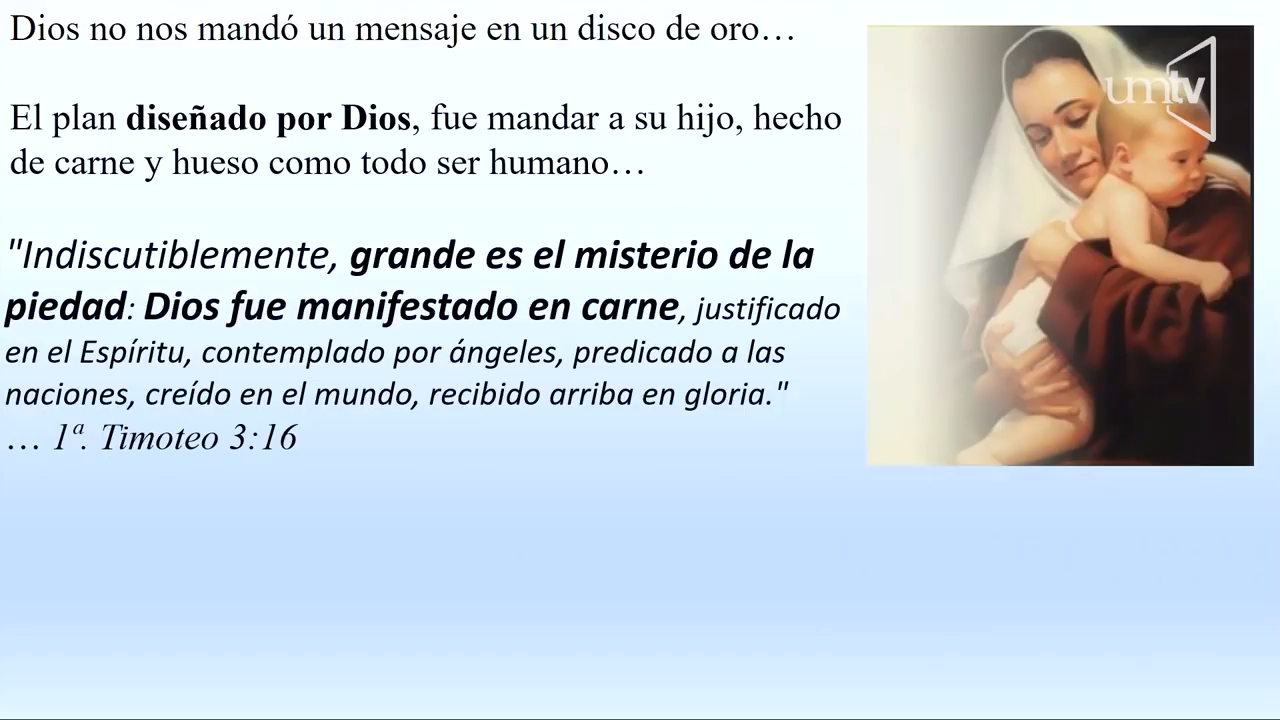 Dios no nos mandó un mensaje en un disco de oro…
El plan diseñado por Dios, fue mandar a su hijo, hecho
de carne y hueso como todo ser humano…
"Indiscutiblemente, grande es el misterio de la
piedad: Dios fue manifestado en carne, justificado
en el Espíritu, contemplado por ángeles, predicado a las
naciones, creído en el mundo, recibido arriba en gloria."
… 1ª. Timoteo 3:16
umtv